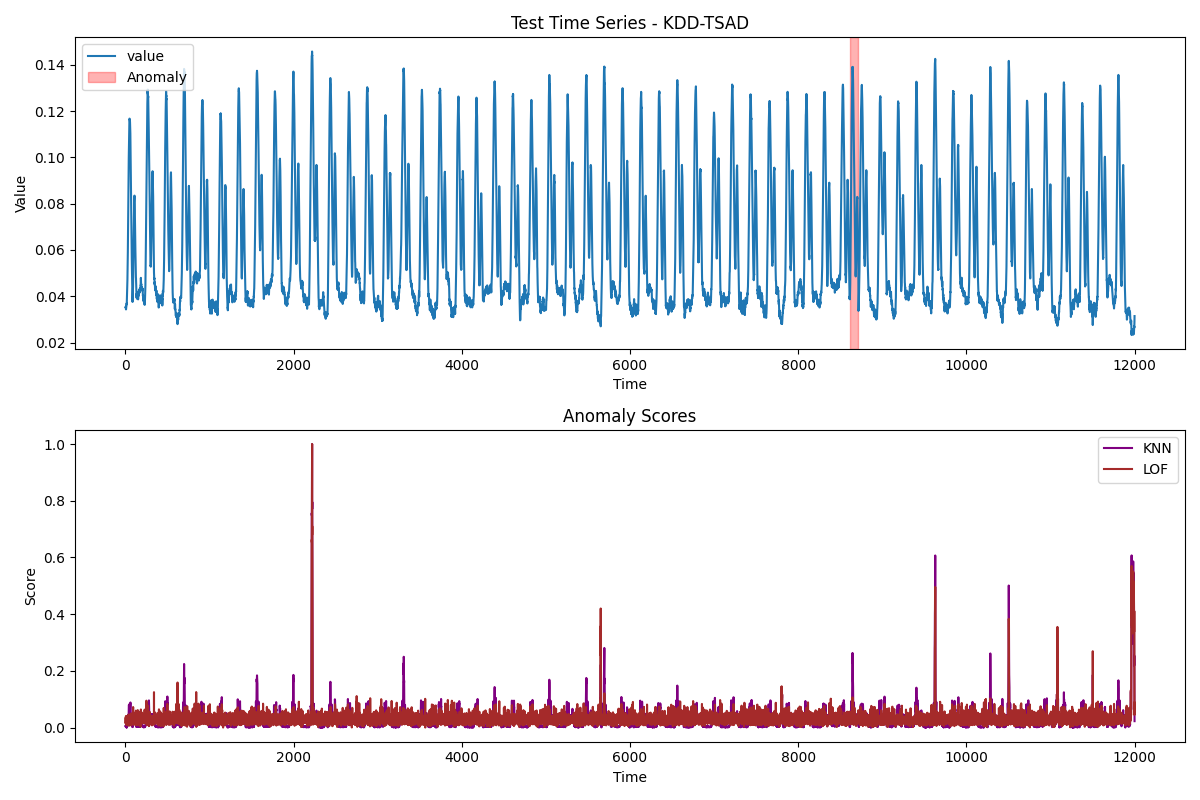 Test Time Series - KDD-TSAD
value
Anomaly
0.14
0.12
0.10
0.08
0.06
0.04
0.02
Value
0 2000 4000 6000 8000 10000 12000
Time
Anomaly Scores
KNN
LOF
1.0
0.8
0.6
0.4
0.2
0.0
Score
0 2000 4000 6000 8000 10000 12000
Time